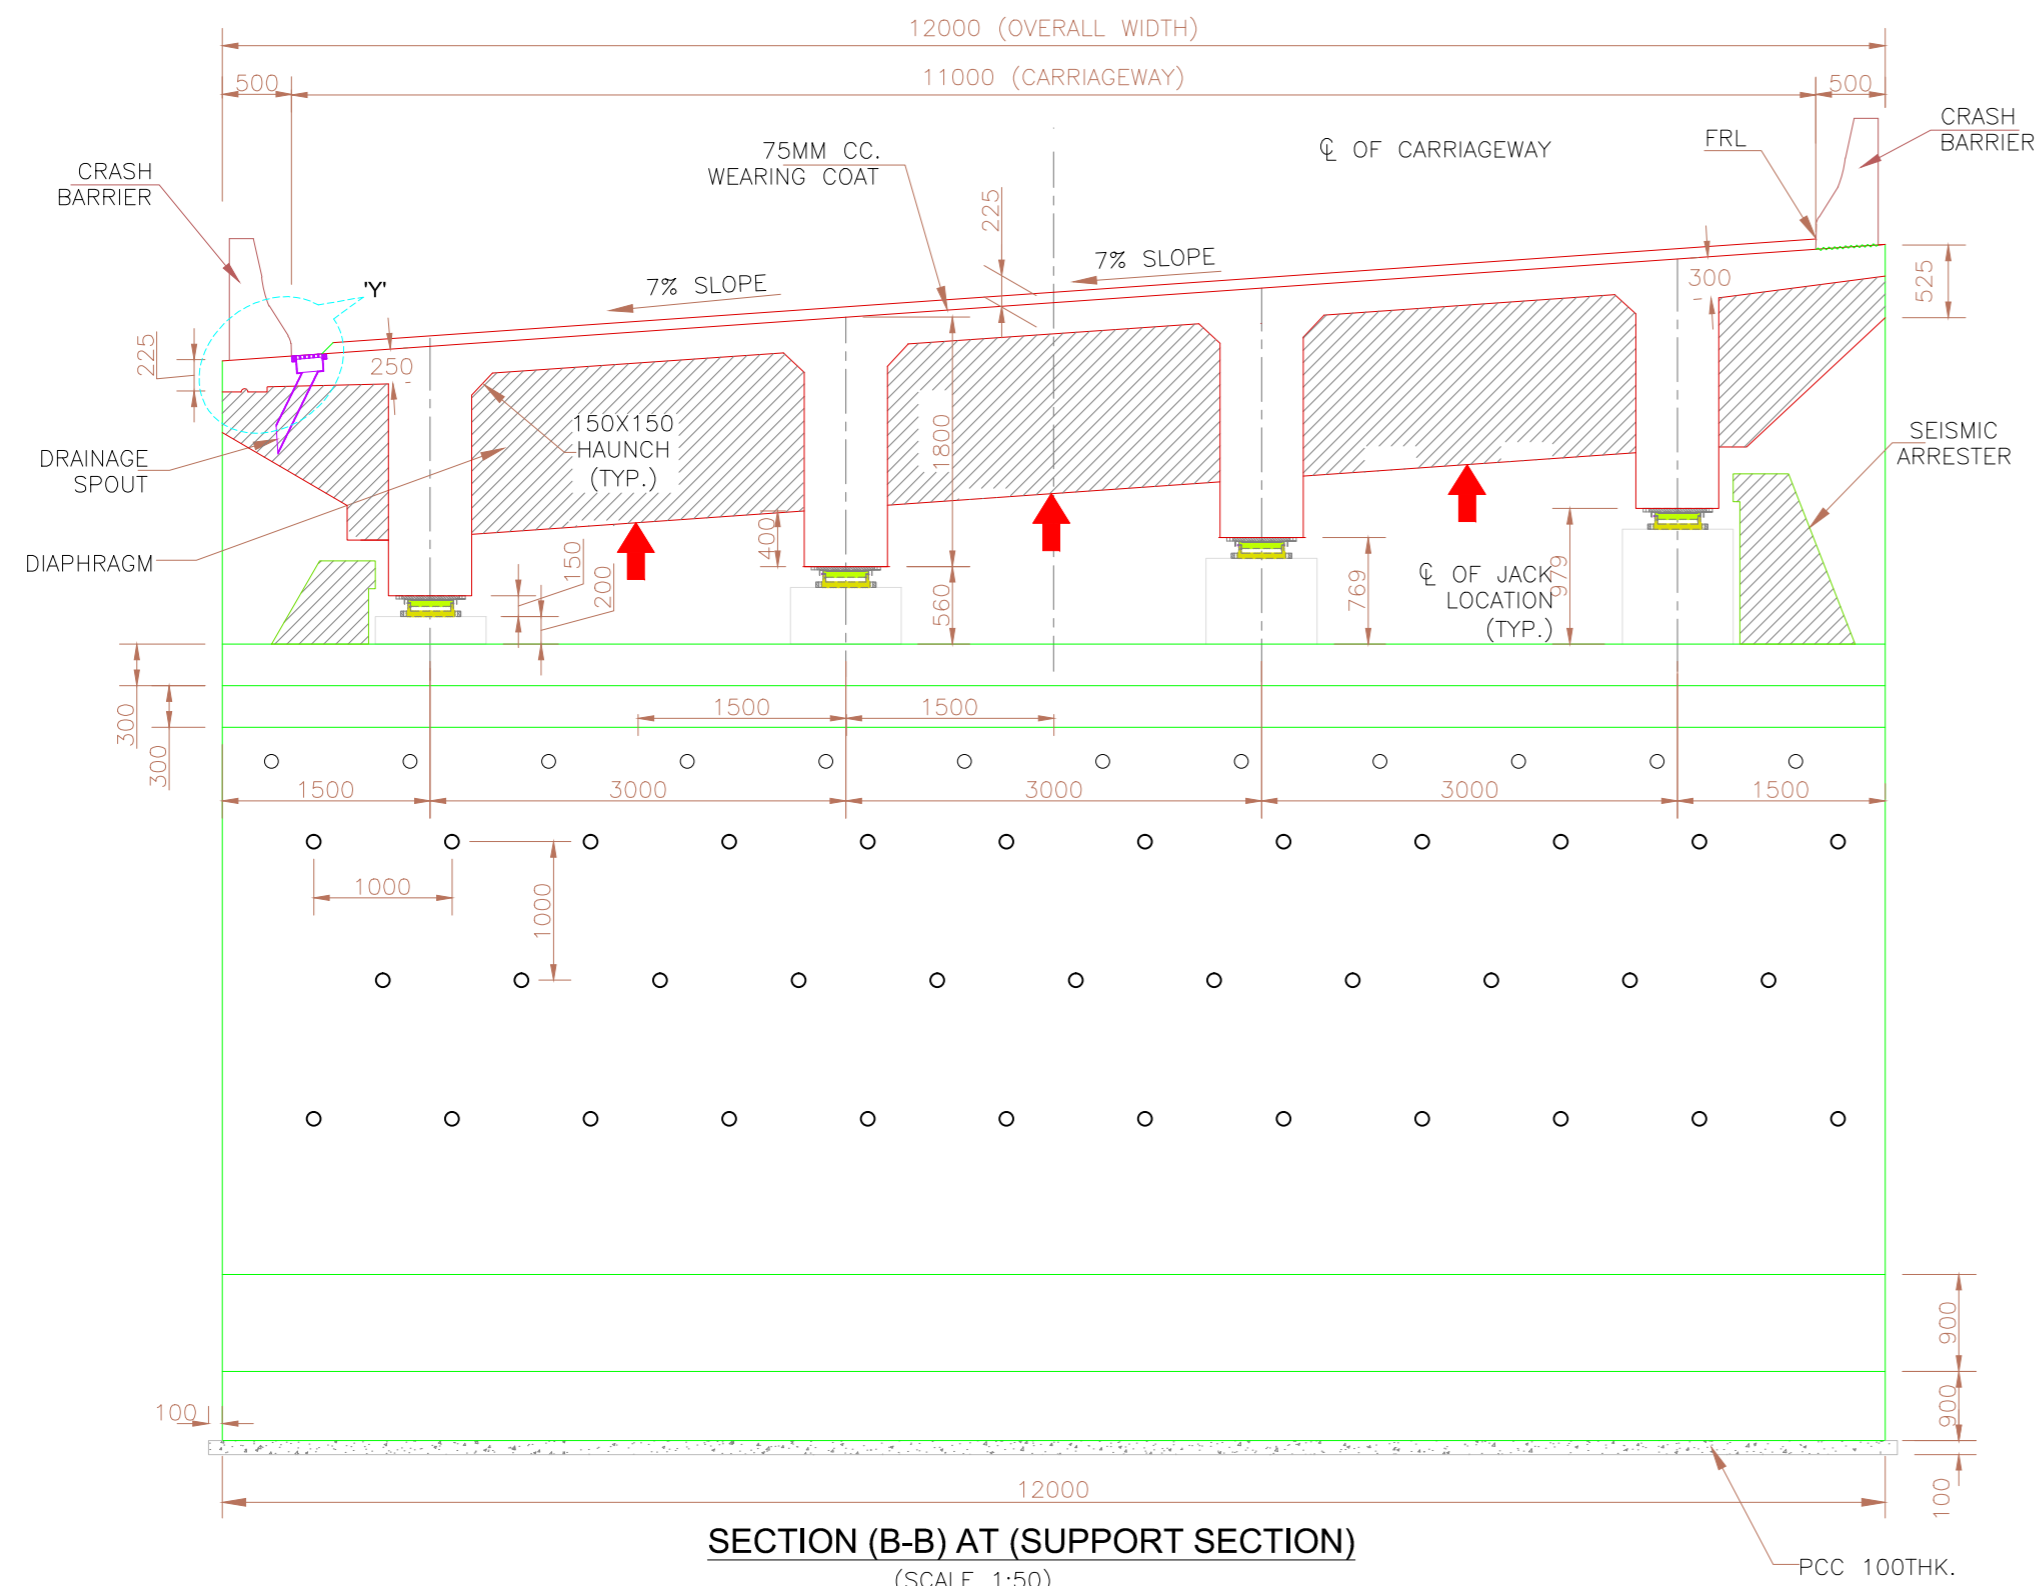 12000 (OVERALL WIDTH)
500
11000 (CARRIAGEWAY)
500
CRASH
BARRIER
FRL
℄ OF CARRIAGEWAY
75MM CC.
WEARING COAT
CRASH
BARRIER
225
7% SLOPE
7% SLOPE
'Y'
300
525
225
250
150X150
HAUNCH
(TYP.)
1800
SEISMIC
ARRESTER
DRAINAGE
SPOUT
DIAPHRAGM
400
150
200
560
769
979
℄ OF JACK
LOCATION
(TYP.)
300
300
1500
1500
1500
3000
3000
3000
1500
1000
1000
900
900
100
100
12000
SECTION (B-B) AT (SUPPORT SECTION)
(SCALE 1:50)
PCC 100THK.